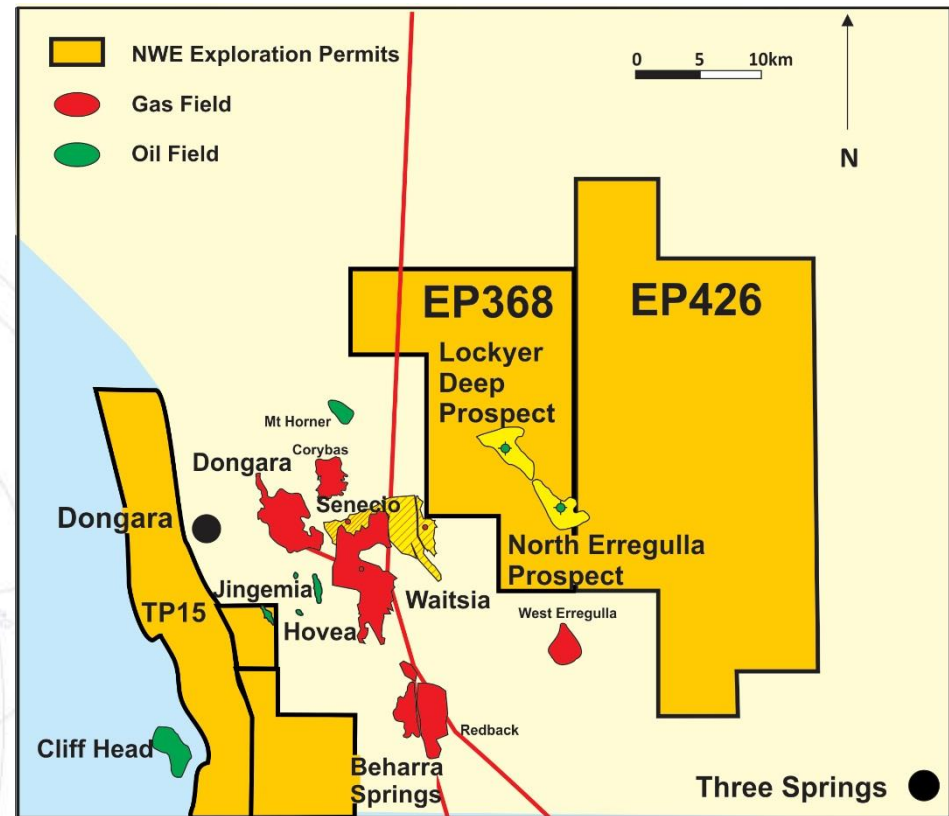 NWE Exploration Permits
Gas Field
Oil Field
0 5 10km
N
EP368
EP426
Lockyer
Deep
Prospect
Mt Horner
Corybas
Dongara
Senecio
Dongara
North Erregulla
Prospect
Jingemia
Waitsia
TP15
Hovea
West Erregulla
Redback
Cliff Head
Beharra
Springs
Three Springs